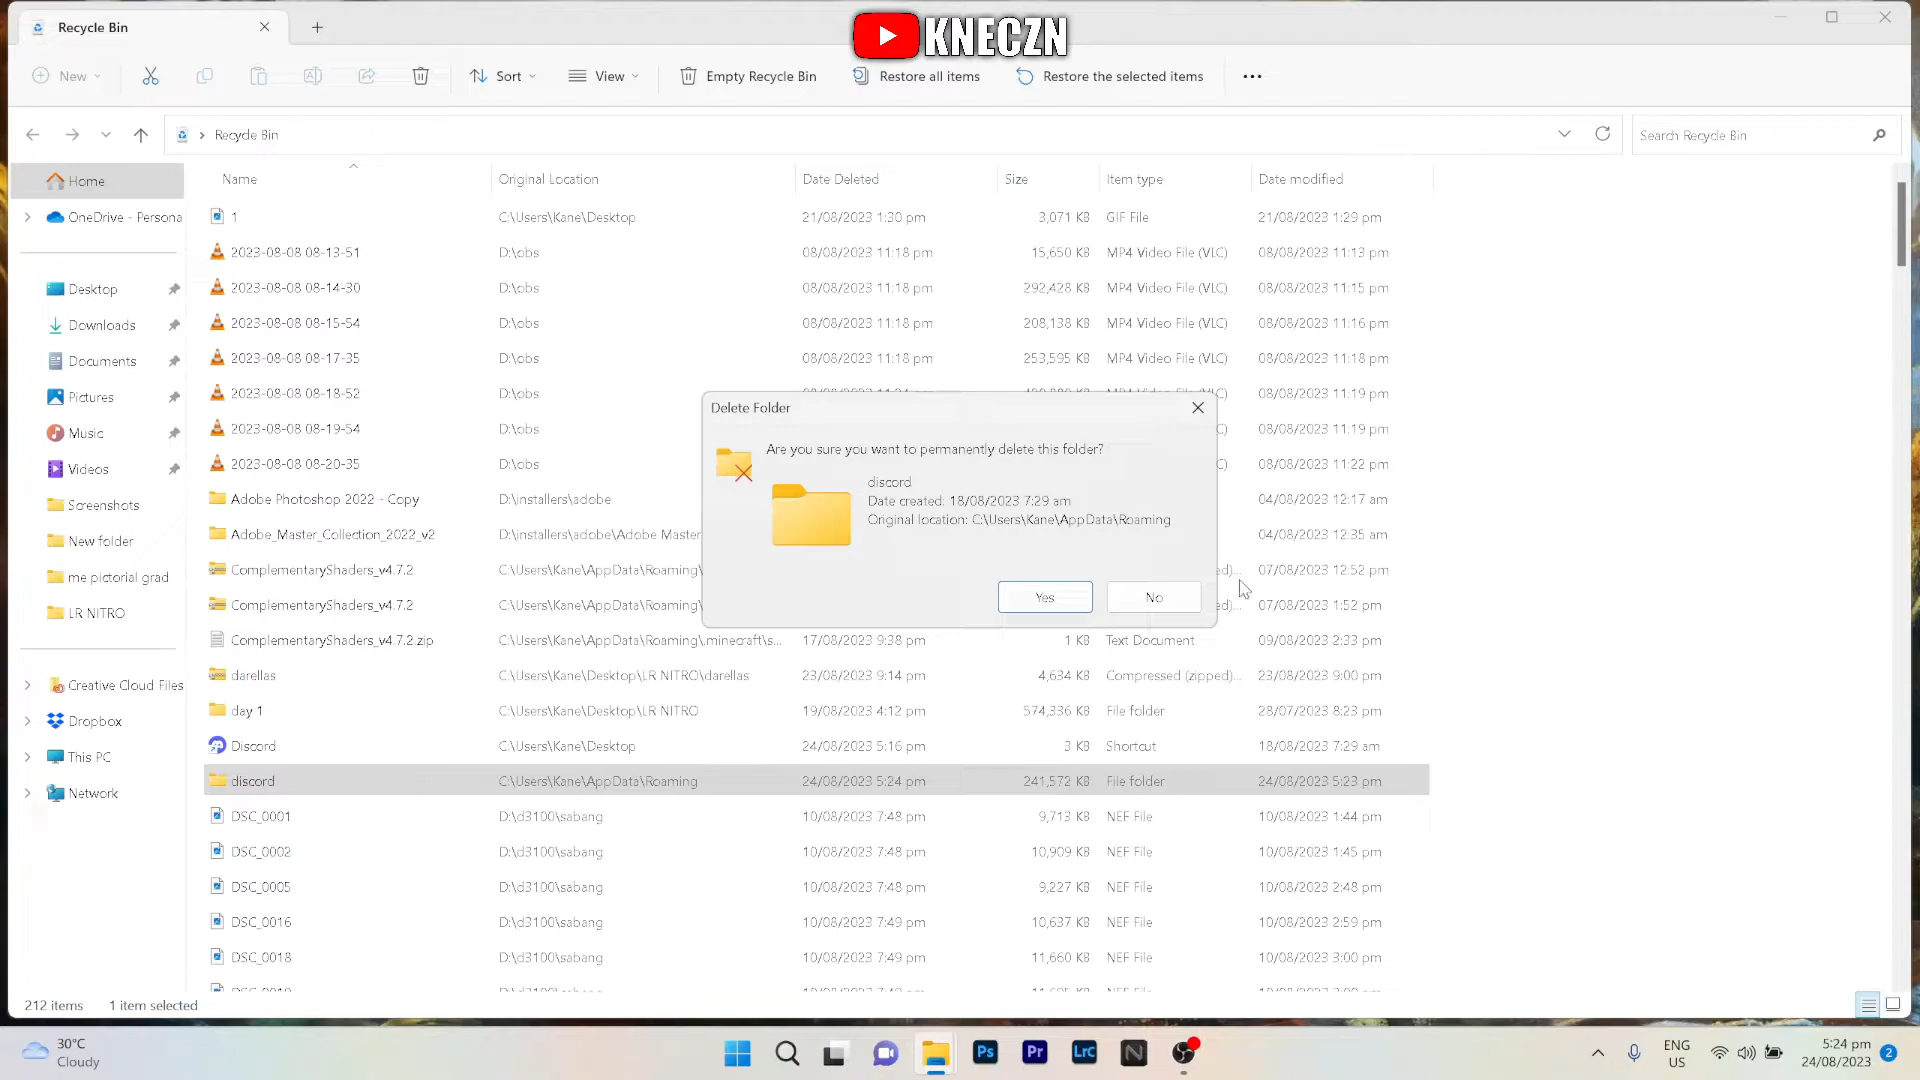 Recycle Bin
KNECZN
New
Sort
View
Empty Recycle Bin
Restore all items
Restore the selected items
Recycle Bin
Search Recycle Bin
Name Original Location Date Deleted Size Item type Date modified
Home
OneDrive - Persona
Desktop
Downloads
Documents
Pictures
Music
Videos
Screenshots
New folder
me pictorial grad
LR NITRO
Creative Cloud Files
Dropbox
This PC
Network
1 C:\Users\Kane\Desktop 21/08/2023 1:30 pm 3,071 KB GIF File 21/08/2023 1:29 pm
2023-08-08 08-13-51 D:\obs 08/08/2023 11:18 pm 15,650 KB MP4 Video File (VLC) 08/08/2023 11:13 pm
2023-08-08 08-14-30 D:\obs 08/08/2023 11:18 pm 292,428 KB MP4 Video File (VLC) 08/08/2023 11:15 pm
2023-08-08 08-15-54 D:\obs 08/08/2023 11:18 pm 208,138 KB MP4 Video File (VLC) 08/08/2023 11:16 pm
2023-08-08 08-17-35 D:\obs 08/08/2023 11:18 pm 253,595 KB MP4 Video File (VLC) 08/08/2023 11:18 pm
2023-08-08 08-18-52 D:\obs 08/08/2023 11:19 pm
2023-08-08 08-19-54 D:\obs 08/08/2023 11:19 pm
2023-08-08 08-20-35 D:\obs 08/08/2023 11:22 pm
Adobe Photoshop 2022 - Copy D:\installers\adobe 04/08/2023 12:17 am
Adobe_Master_Collection_2022_v2 D:\installers\adobe\Adobe Master 04/08/2023 12:35 am
ComplementaryShaders_v4.7.2 C:\Users\Kane\AppData\Roaming\ 07/08/2023 12:52 pm
ComplementaryShaders_v4.7.2 C:\Users\Kane\AppData\Roaming\ 07/08/2023 1:52 pm
ComplementaryShaders_v4.7.2.zip C:\Users\Kane\AppData\Roaming\.minecraft\s... 17/08/2023 9:38 pm 1 KB Text Document 09/08/2023 2:33 pm
darellas C:\Users\Kane\Desktop\LR NITRO\darellas 23/08/2023 9:14 pm 4,634 KB Compressed (zipped)... 23/08/2023 9:00 pm
day 1 C:\Users\Kane\Desktop\LR NITRO 19/08/2023 4:12 pm 574,336 KB File folder 28/07/2023 8:23 pm
Discord C:\Users\Kane\Desktop 24/08/2023 5:16 pm 3 KB Shortcut 18/08/2023 7:29 am
discord C:\Users\Kane\AppData\Roaming 24/08/2023 5:24 pm 241,572 KB File folder 24/08/2023 5:23 pm
DSC_0001 D:\d3100\sabang 10/08/2023 7:48 pm 9,713 KB NEF File 10/08/2023 1:44 pm
DSC_0002 D:\d3100\sabang 10/08/2023 7:48 pm 10,909 KB NEF File 10/08/2023 1:45 pm
DSC_0005 D:\d3100\sabang 10/08/2023 7:48 pm 9,227 KB NEF File 10/08/2023 2:48 pm
DSC_0016 D:\d3100\sabang 10/08/2023 7:49 pm 10,637 KB NEF File 10/08/2023 2:59 pm
DSC_0018 D:\d3100\sabang 10/08/2023 7:49 pm 11,660 KB NEF File 10/08/2023 3:00 pm
Delete Folder
Are you sure you want to permanently delete this folder?
discord
Date created: 18/08/2023 7:29 am
Original location: C:\Users\Kane\AppData\Roaming
Yes
No
212 items 1 item selected
30°C
Cloudy
Ps
Pr
LrC
N
ENG
US
5:24 pm
24/08/2023
2